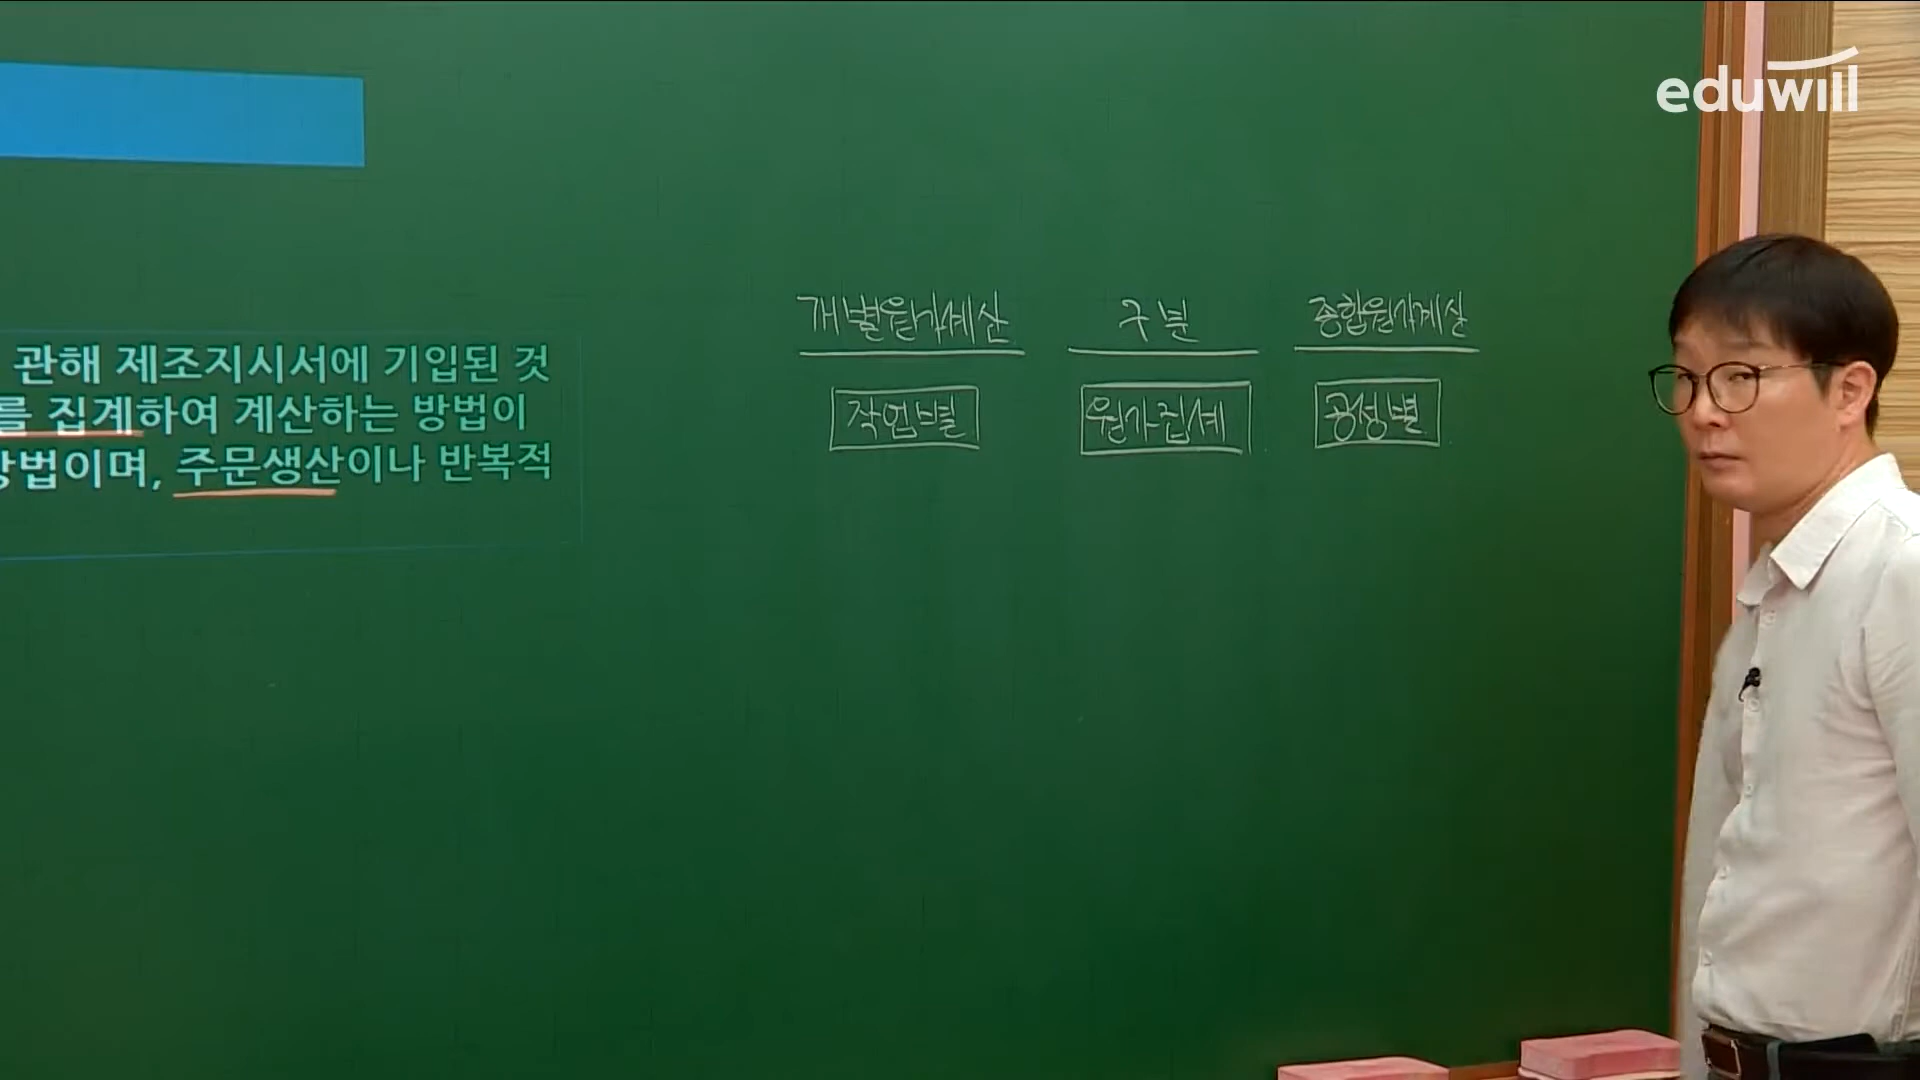 eduwill
관해 제조지시서에 기입된 것
를 집계하여 계산하는 방법이
방법이며, 주문생산이나 반복적
개별원가계산 구분 종합원가계산
작업별 원가집계 공정별